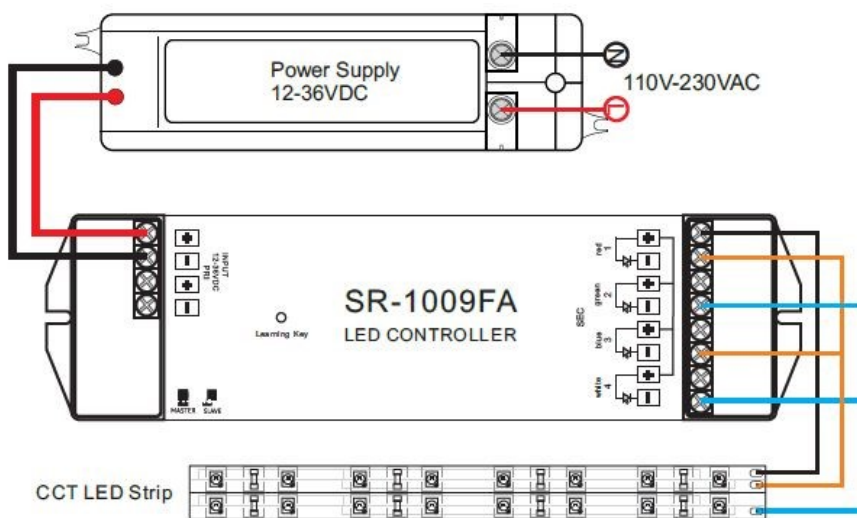 Power Supply
12-36VDC
N
110V-230VAC
L
+
-
+
-
INPUT
12-36VDC
PRI
SR-1009FA
LED CONTROLLER
Learning Key
MASTER SLAVE
SEC
red
1
+
-
green
2
+
-
blue
3
+
-
white
4
+
-
CCT LED Strip